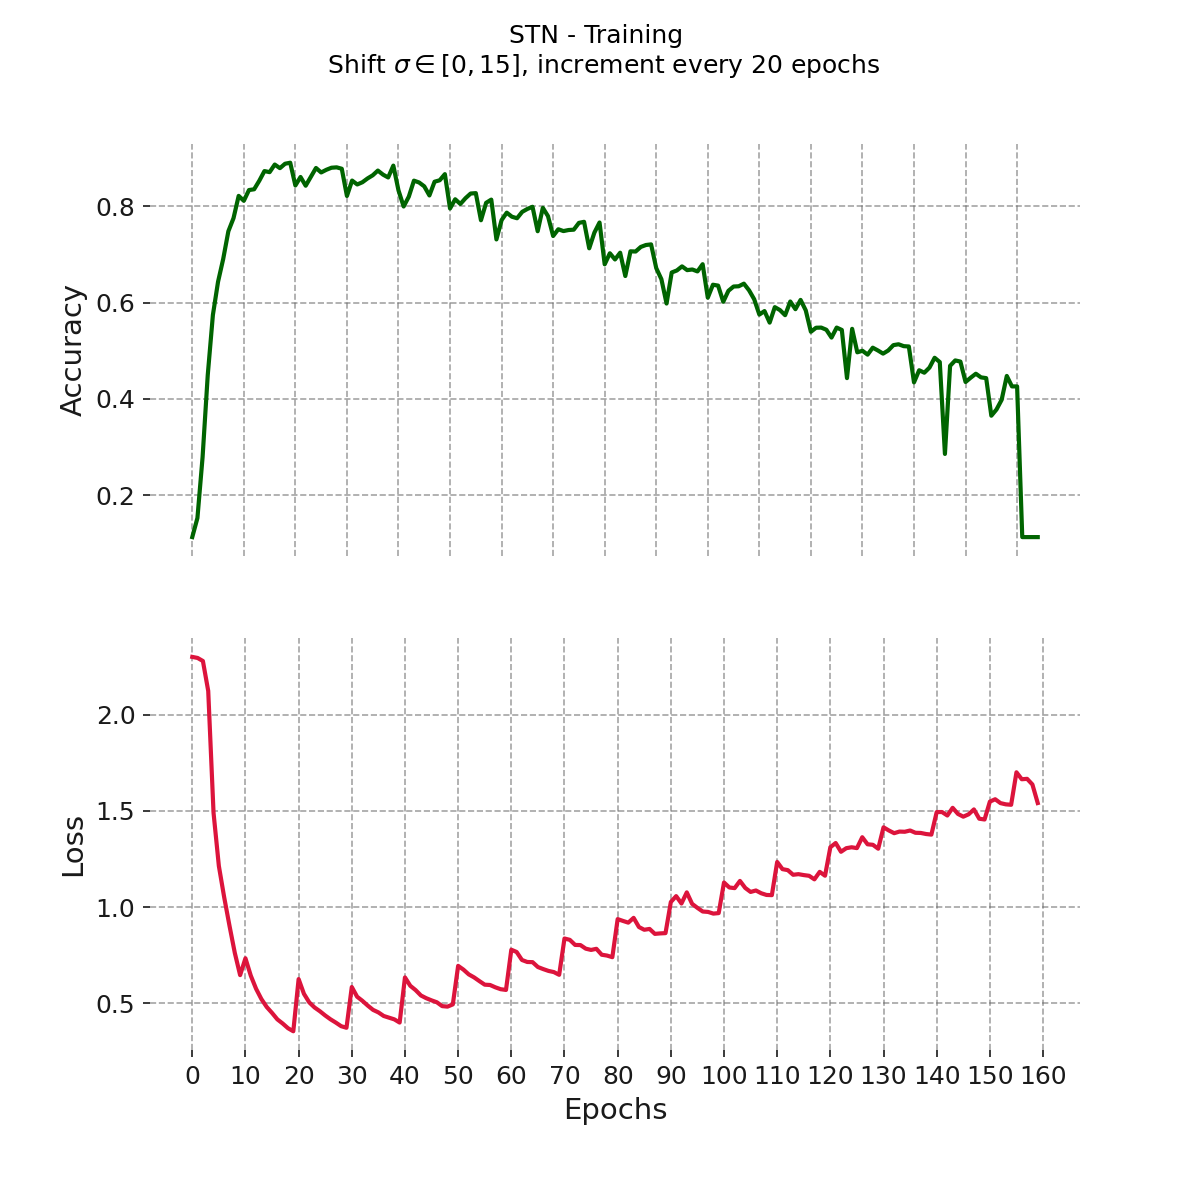 STN - Training
Shift σ ∈ [0, 15], increment every 20 epochs
0.8
0.6
0.4
0.2
Accuracy
2.0
1.5
1.0
0.5
Loss
0 10 20 30 40 50 60 70 80 90 100 110 120 130 140 150 160
Epochs